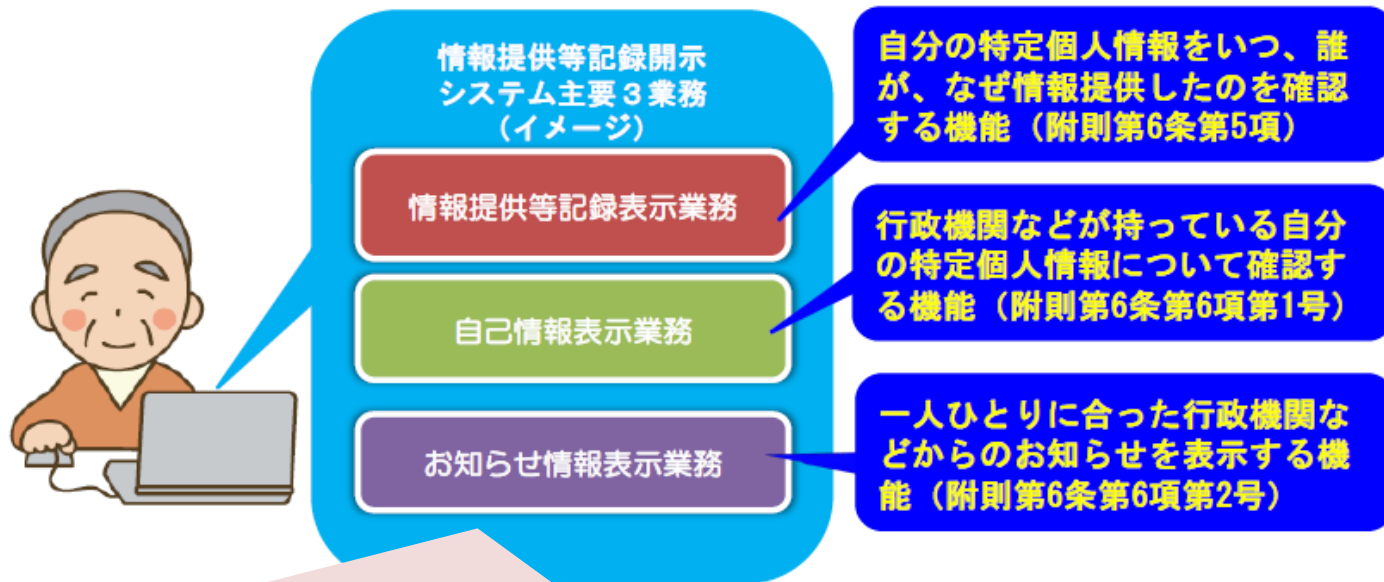 情報提供等記録開示
システム主要3業務
（イメージ）
情報提供等記録表示業務
自己情報表示業務
お知らせ情報表示業務
自分の特定個人情報をいつ、誰
が、なぜ情報提供したのを確認
する機能（附則第6条第5項）
行政機関などが持っている自分
の特定個人情報について確認す
る機能（附則第6条第6項第1号）
一人ひとりに合った行政機関な
どからのお知らせを表示する機
能（附則第6条第6項第2号）